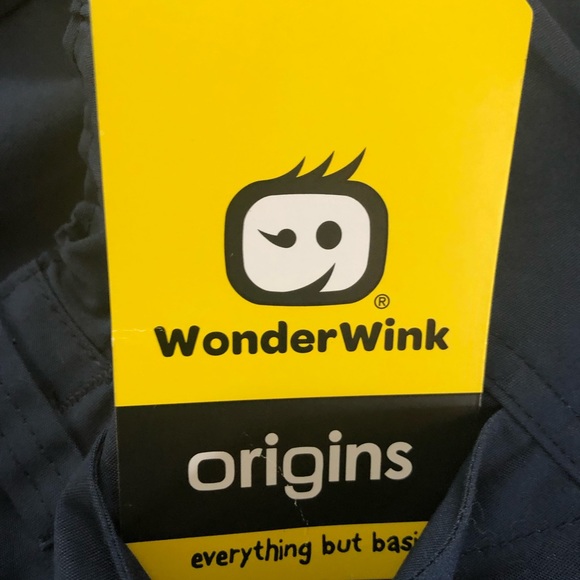 ®
WonderWink
origins
everything but basi